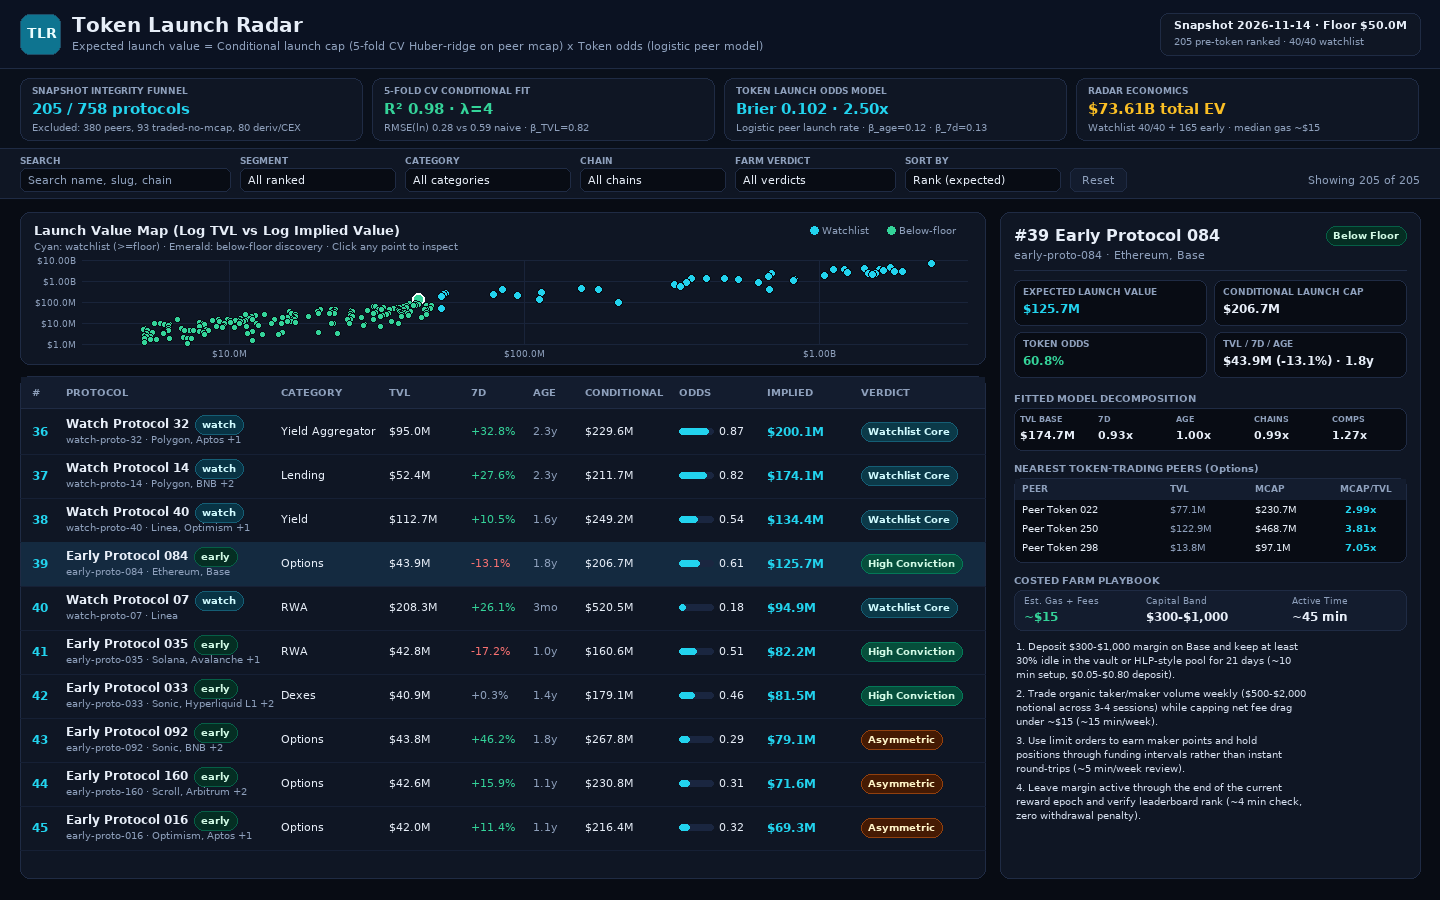 TLR
Token Launch Radar
Expected launch value = Conditional launch cap (5-fold CV Huber-ridge on peer mcap) x Token odds (logistic peer model)
Snapshot 2026-11-14 · Floor $50.0M
205 pre-token ranked · 40/40 watchlist
SNAPSHOT INTEGRITY FUNNEL
205 / 758 protocols
Excluded: 380 peers, 93 traded-no-mcap, 80 deriv/CEX
5-FOLD CV CONDITIONAL FIT
R² 0.98 · λ=4
RMSE(ln) 0.28 vs 0.59 naive · β_TVL=0.82
TOKEN LAUNCH ODDS MODEL
Brier 0.102 · 2.50x
Logistic peer launch rate · β_age=0.12 · β_7d=0.13
RADAR ECONOMICS
$73.61B total EV
Watchlist 40/40 + 165 early · median gas ~$15
SEARCH
Search name, slug, chain
SEGMENT
All ranked
CATEGORY
All categories
CHAIN
All chains
FARM VERDICT
All verdicts
SORT BY
Rank (expected)
Reset
Showing 205 of 205
Launch Value Map (Log TVL vs Log Implied Value)
Cyan: watchlist (>=floor) · Emerald: below-floor discovery · Click any point to inspect
Watchlist
Below-floor
$10.00B
$1.00B
$100.0M
$10.0M
$1.0M
$10.0M
$100.0M
$1.00B
# PROTOCOL CATEGORY TVL 7D AGE CONDITIONAL ODDS IMPLIED VERDICT
36 Watch Protocol 32 watch Yield Aggregator $95.0M +32.8% 2.3y $229.6M 0.87 $200.1M Watchlist Core
watch-proto-32 · Polygon, Aptos +1
37 Watch Protocol 14 watch Lending $52.4M +27.6% 2.3y $211.7M 0.82 $174.1M Watchlist Core
watch-proto-14 · Polygon, BNB +2
38 Watch Protocol 40 watch Yield $112.7M +10.5% 1.6y $249.2M 0.54 $134.4M Watchlist Core
watch-proto-40 · Linea, Optimism +1
39 Early Protocol 084 early Options $43.9M -13.1% 1.8y $206.7M 0.61 $125.7M High Conviction
early-proto-084 · Ethereum, Base
40 Watch Protocol 07 watch RWA $208.3M +26.1% 3mo $520.5M 0.18 $94.9M Watchlist Core
watch-proto-07 · Linea
41 Early Protocol 035 early RWA $42.8M -17.2% 1.0y $160.6M 0.51 $82.2M High Conviction
early-proto-035 · Solana, Avalanche +1
42 Early Protocol 033 early Dexes $40.9M +0.3% 1.4y $179.1M 0.46 $81.5M High Conviction
early-proto-033 · Sonic, Hyperliquid L1 +2
43 Early Protocol 092 early Options $43.8M +46.2% 1.8y $267.8M 0.29 $79.1M Asymmetric
early-proto-092 · Sonic, BNB +2
44 Early Protocol 160 early Options $42.6M +15.9% 1.1y $230.8M 0.31 $71.6M Asymmetric
early-proto-160 · Scroll, Arbitrum +2
45 Early Protocol 016 early Options $42.0M +11.4% 1.1y $216.4M 0.32 $69.3M Asymmetric
early-proto-016 · Optimism, Aptos +1
#39 Early Protocol 084
Below Floor
early-proto-084 · Ethereum, Base
EXPECTED LAUNCH VALUE
$125.7M
CONDITIONAL LAUNCH CAP
$206.7M
TOKEN ODDS
60.8%
TVL / 7D / AGE
$43.9M (-13.1%) · 1.8y
FITTED MODEL DECOMPOSITION
TVL BASE 7D AGE CHAINS COMPS
$174.7M 0.93x 1.00x 0.99x 1.27x
NEAREST TOKEN-TRADING PEERS (Options)
PEER TVL MCAP MCAP/TVL
Peer Token 022 $77.1M $230.7M 2.99x
Peer Token 250 $122.9M $468.7M 3.81x
Peer Token 298 $13.8M $97.1M 7.05x
COSTED FARM PLAYBOOK
Est. Gas + Fees Capital Band Active Time
~$15 $300-$1,000 ~45 min
1. Deposit $300-$1,000 margin on Base and keep at least
30% idle in the vault or HLP-style pool for 21 days (~10
min setup, $0.05-$0.80 deposit).
2. Trade organic taker/maker volume weekly ($500-$2,000
notional across 3-4 sessions) while capping net fee drag
under ~$15 (~15 min/week).
3. Use limit orders to earn maker points and hold
positions through funding intervals rather than instant
round-trips (~5 min/week review).
4. Leave margin active through the end of the current
reward epoch and verify leaderboard rank (~4 min check,
zero withdrawal penalty).